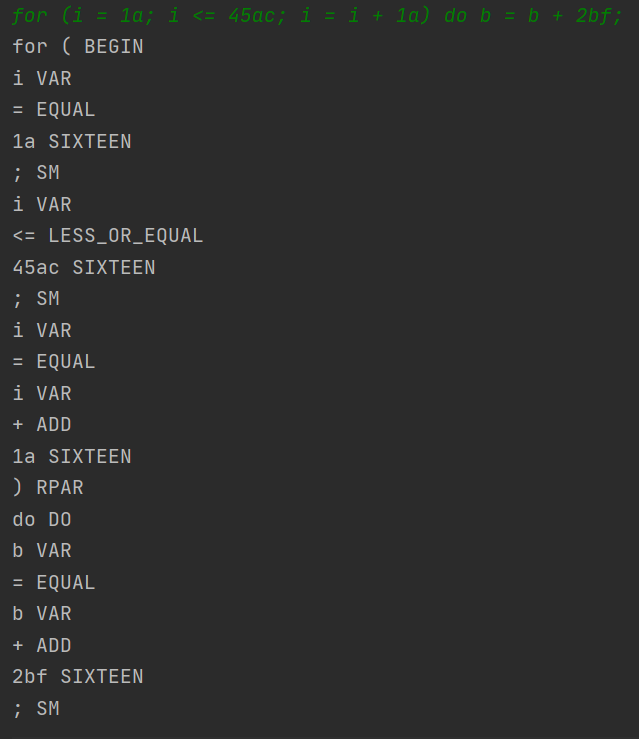 for (i = 1a; i <= 45ac; i = i + 1a) do b = b + 2bf;
for ( BEGIN
i VAR
= EQUAL
1a SIXTEEN
; SM
i VAR
<= LESS_OR_EQUAL
45ac SIXTEEN
; SM
i VAR
= EQUAL
i VAR
+ ADD
1a SIXTEEN
) RPAR
do DO
b VAR
= EQUAL
b VAR
+ ADD
2bf SIXTEEN
; SM